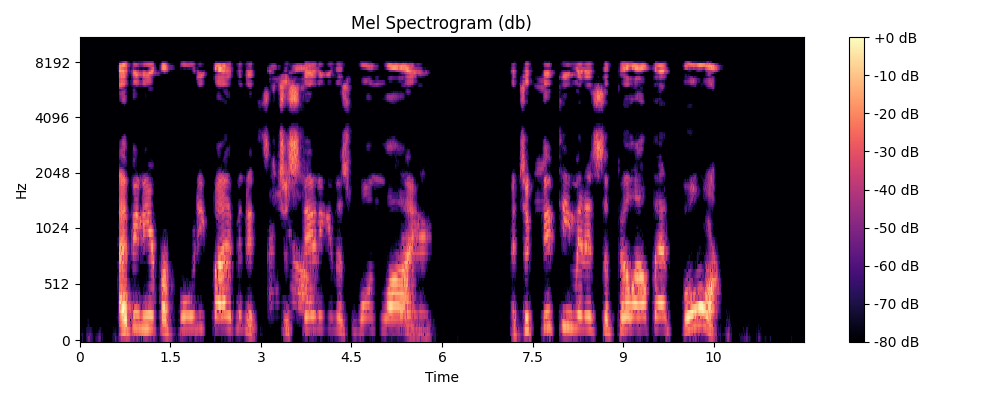 Mel Spectrogram (db)
Hz
8192
4096
2048
1024
512
0
0 1.5 3 4.5 6 7.5 9 10
Time
+0 dB
-10 dB
-20 dB
-30 dB
-40 dB
-50 dB
-60 dB
-70 dB
-80 dB